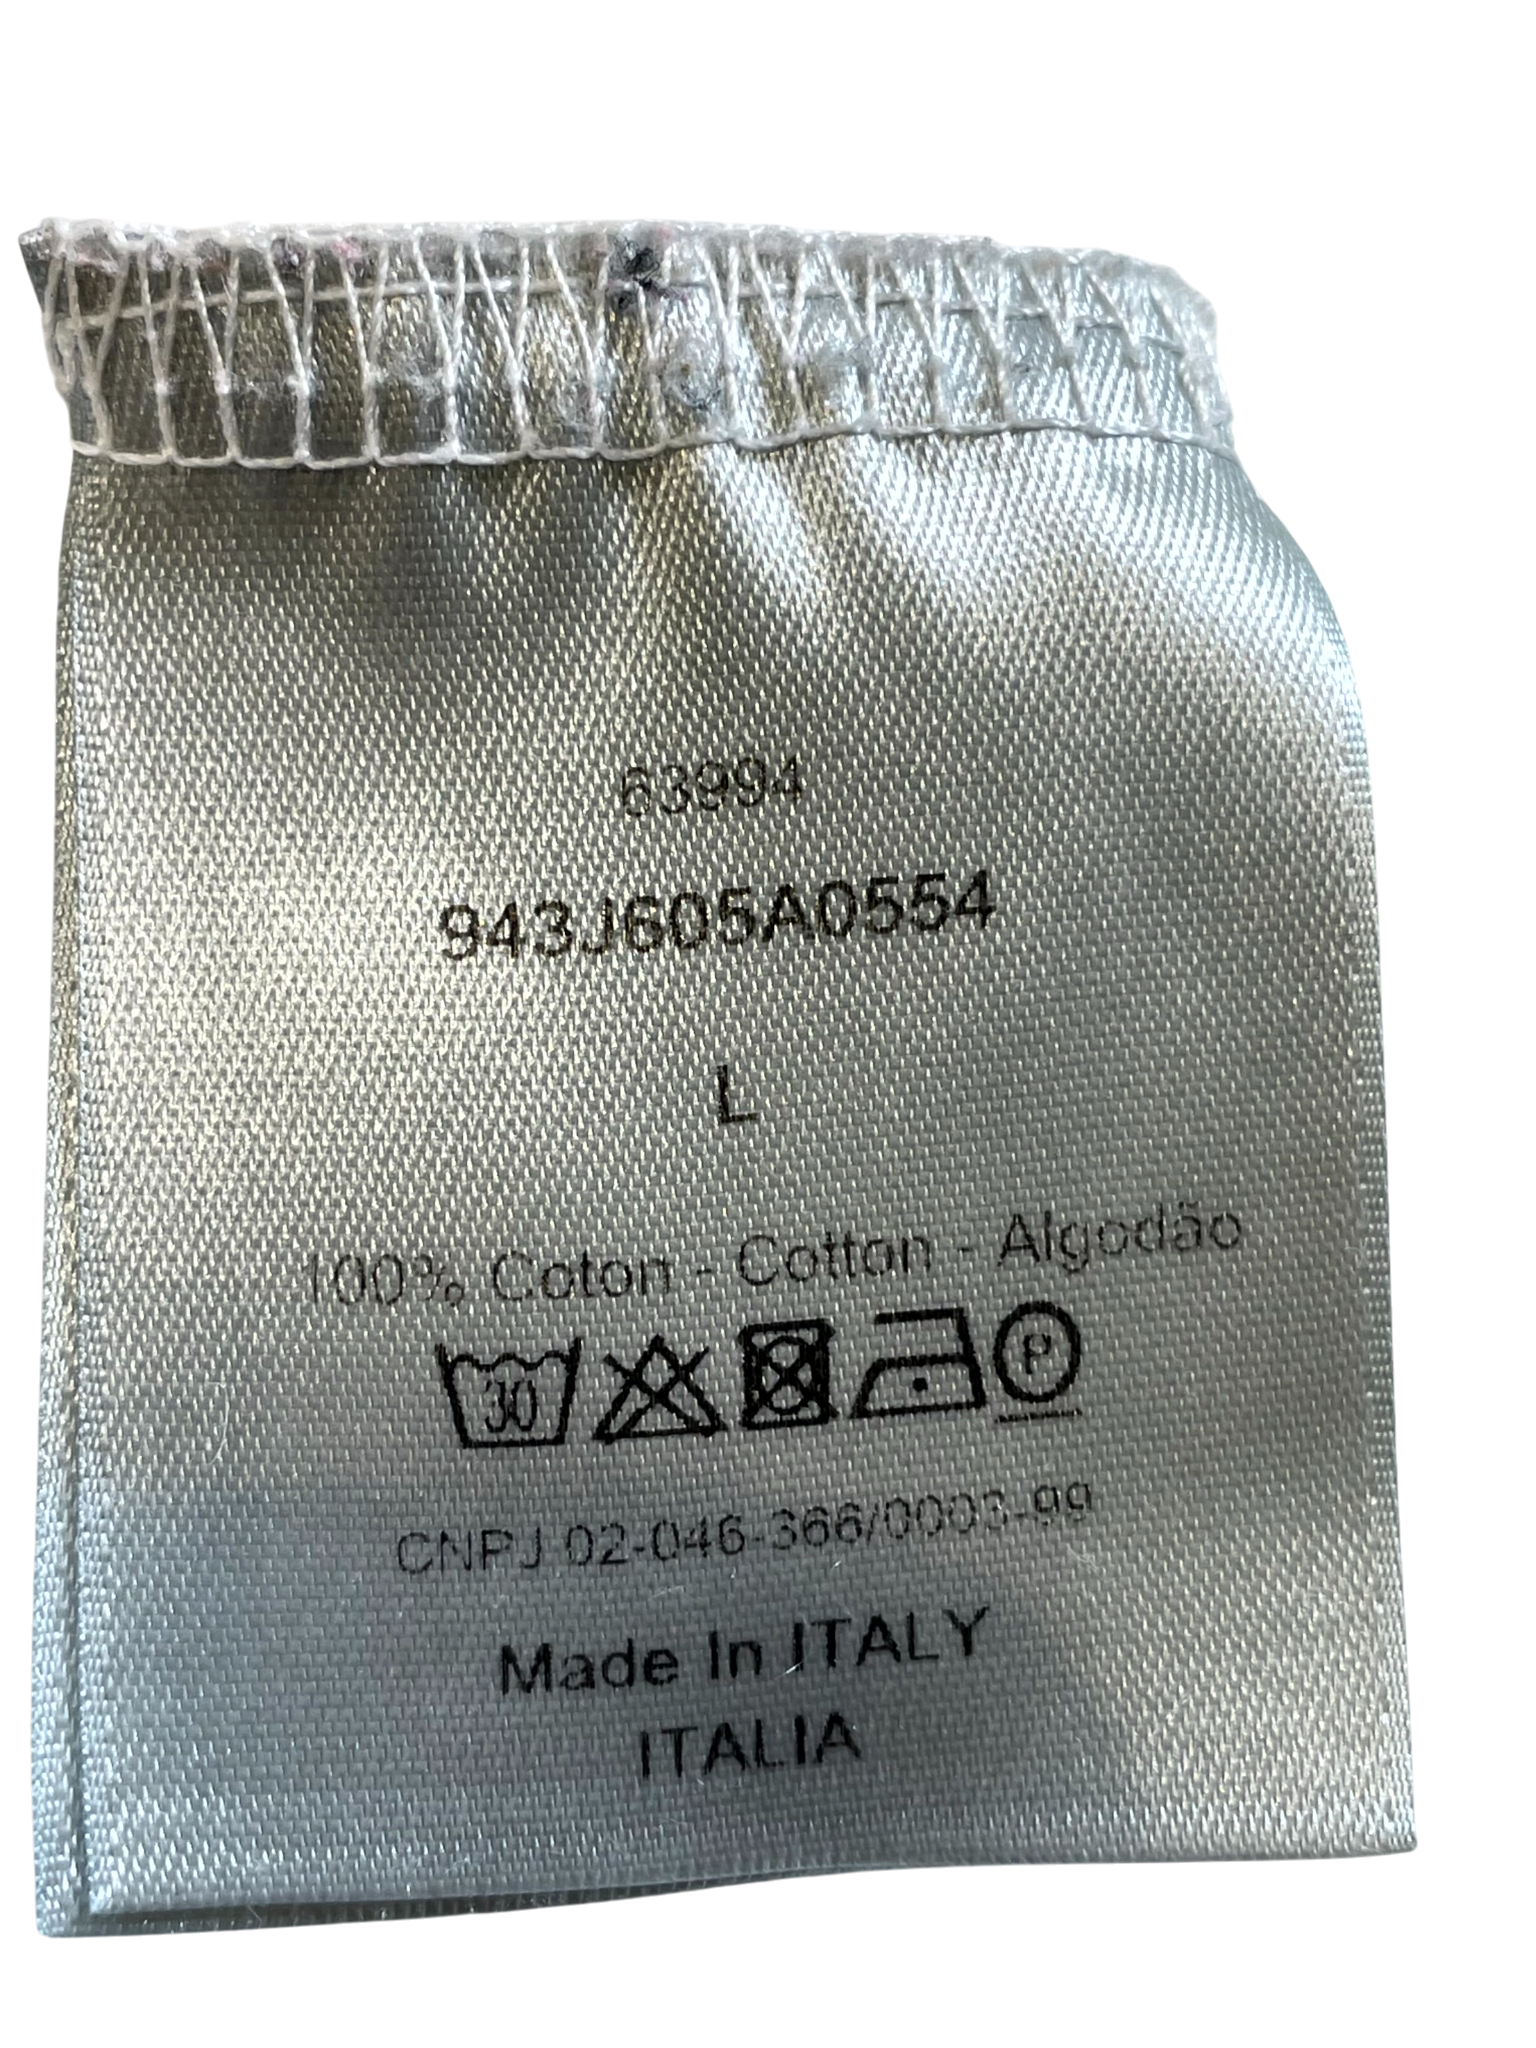 63994
943J605A0554
L
100% Coton - Cotton - Algodão
30 P
CNPJ 02-046-366/0003-99
Made In ITALY
ITALIA